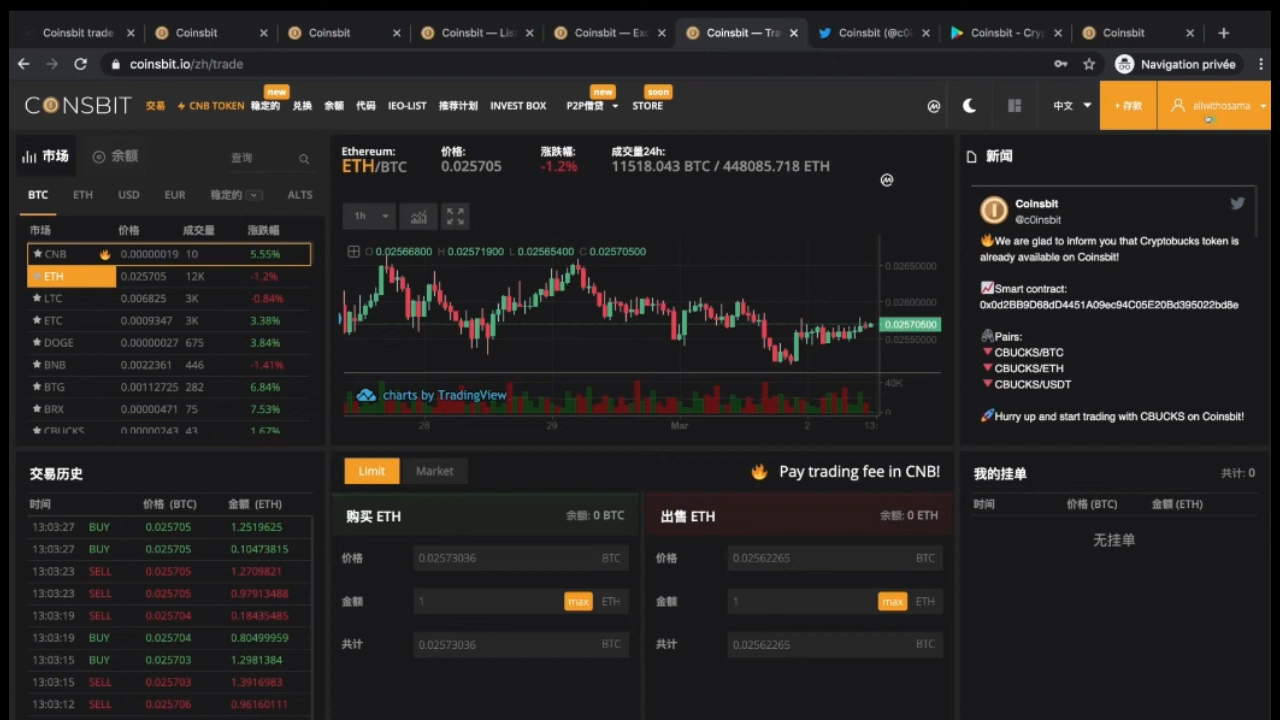 Coinsbit trade
Coinsbit
Coinsbit
Coinsbit — List
Coinsbit — Exc
Coinsbit — Tra
Coinsbit (@c0i
Coinsbit - Cryp
Coinsbit
coinsbit.io/zh/trade
Navigation privée
COINSBIT
交易
CNB TOKEN
new
稳定的
兑换
余额
代码
IEO-LIST
推荐计划
INVEST BOX
new
P2P借贷
soon
STORE
中文
+ 存款
allwithosama
市场
余额
查询
BTC ETH USD EUR 稳定的 ALTS
市场 价格 成交量 涨跌幅
CNB 0.00000019 10 5.55%
ETH 0.025705 12K -1.2%
LTC 0.006825 3K -0.84%
ETC 0.0009347 3K 3.38%
DOGE 0.00000027 675 3.84%
BNB 0.0022361 446 -1.41%
BTG 0.00112725 282 6.84%
BRX 0.00000471 75 7.53%
CBUCKS 0.00000243 43 1.67%
Ethereum: 价格: 涨跌幅: 成交量24h:
ETH/BTC 0.025705 -1.2% 11518.043 BTC / 448085.718 ETH
1h
O 0.02566800 H 0.02571900 L 0.02565400 C 0.02570500
0.02650000
0.02600000
0.02570500
0.02550000
40K
0
charts by TradingView
28 29 Mar 2 13:
新闻
Coinsbit
@c0insbit
We are glad to inform you that Cryptobucks token is
already available on Coinsbit!
Smart contract:
0x0d2BB9D68dD4451A09ec94C05E20Bd395022bd8e
Pairs:
CBUCKS/BTC
CBUCKS/ETH
CBUCKS/USDT
Hurry up and start trading with CBUCKS on Coinsbit!
交易历史
时间 价格 (BTC) 金额 (ETH)
13:03:27 BUY 0.025705 1.2519625
13:03:27 BUY 0.025705 0.10473815
13:03:23 SELL 0.025705 1.2709821
13:03:23 SELL 0.025705 0.97913488
13:03:19 SELL 0.025704 0.18435485
13:03:19 BUY 0.025704 0.80499959
13:03:15 BUY 0.025703 1.2981384
13:03:15 SELL 0.025703 1.3916983
13:03:12 SELL 0.025706 0.96160111
Limit Market
Pay trading fee in CNB!
购买 ETH 余额: 0 BTC
价格 0.02573036 BTC
金额 1 max ETH
共计 0.02573036 BTC
出售 ETH 余额: 0 ETH
价格 0.02562265 BTC
金额 1 max ETH
共计 0.02562265 BTC
我的挂单 共计: 0
时间 价格 (BTC) 金额 (ETH)
无挂单